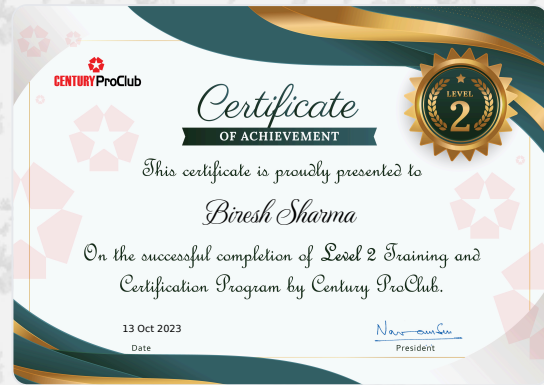 CENTURY ProClub
LEVEL
2
Certificate
OF ACHIEVEMENT
This certificate is proudly presented to
Biresh Sharma
On the successful completion of Level 2 Training and
Certification Program by Century ProClub.
13 Oct 2023
Date
President